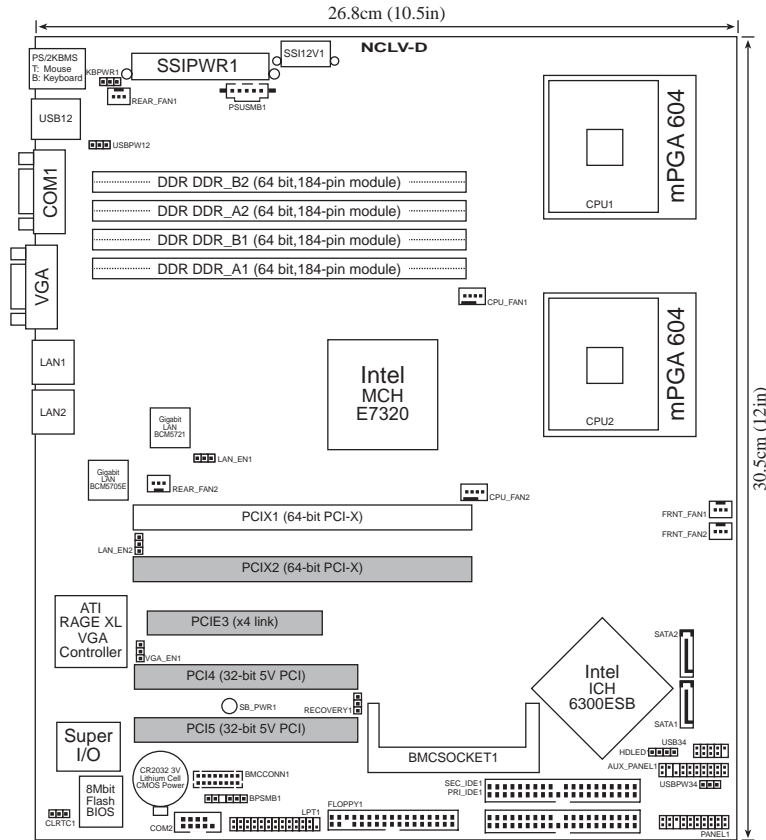 26.8cm (10.5in)
PS/2KBMS
T: Mouse
B: Keyboard
KBPWR1
SSIPWR1
SSI12V1
NCLV-D
REAR_FAN1
PSUSMB1
USB12
USBPW12
COM1
VGA
DDR DDR_B2 (64 bit,184-pin module)
DDR DDR_A2 (64 bit,184-pin module)
DDR DDR_B1 (64 bit,184-pin module)
DDR DDR_A1 (64 bit,184-pin module)
CPU1
mPGA 604
CPU_FAN1
CPU2
mPGA 604
LAN1
LAN2
Intel
MCH
E7320
30.5cm (12in)
Gigabit
LAN
BCM5721
LAN_EN1
Gigabit
LAN
BCM5705E
REAR_FAN2
CPU_FAN2
FRNT_FAN1
FRNT_FAN2
PCIX1 (64-bit PCI-X)
LAN_EN2
PCIX2 (64-bit PCI-X)
ATI
RAGE XL
VGA
Controller
PCIE3 (x4 link)
VGA_EN1
PCI4 (32-bit 5V PCI)
SB_PWR1
RECOVERY1
PCI5 (32-bit 5V PCI)
Intel
ICH
6300ESB
SATA2
SATA1
Super
I/O
BMCSOCKET1
USB34
HDLED1
AUX_PANEL1
USBPW34
CR2032 3V
Lithium Cell
CMOS Power
BMCCONN1
8Mbit
Flash
BIOS
BPSMB1
SEC_IDE1
PRI_IDE1
CLRTC1
COM2
LPT1
FLOPPY1
PANEL1